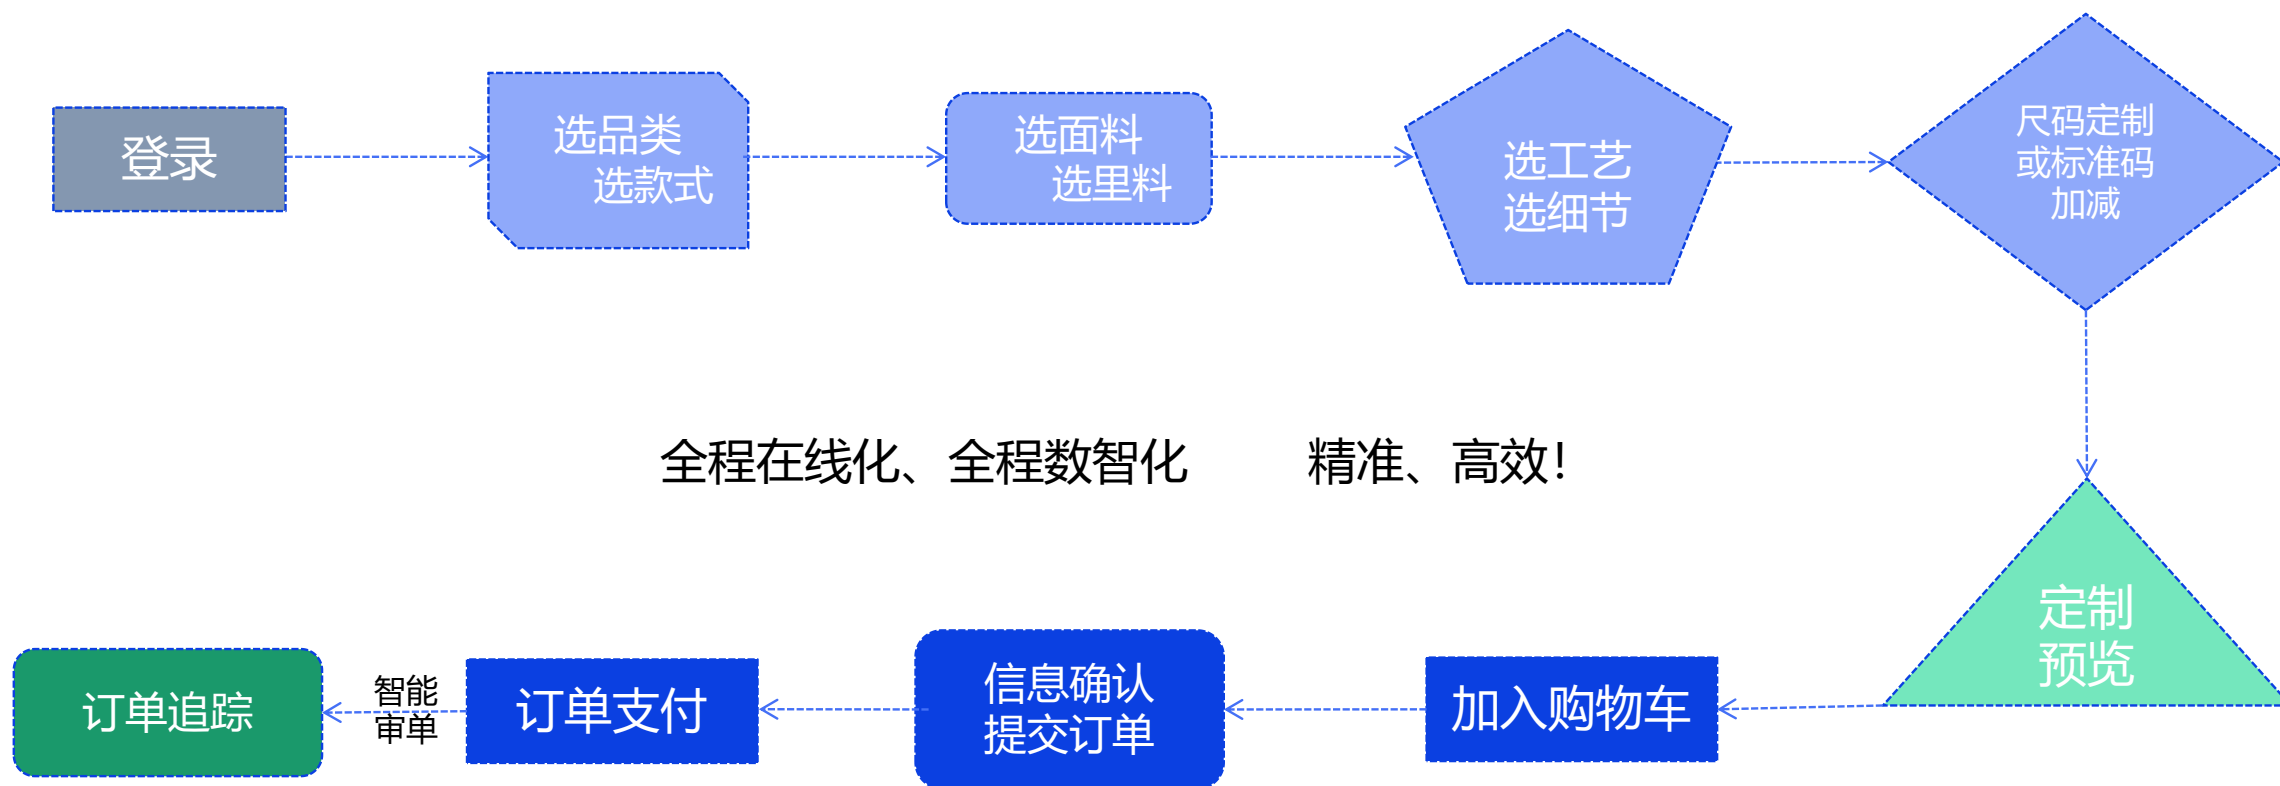 登录
选品类
选款式
选面料
选里料
选工艺
选细节
尺码定制
或标准码
加减
全程在线化、全程数智化 精准、高效！
定制
预览
加入购物车
信息确认
提交订单
订单支付
智能
审单
订单追踪